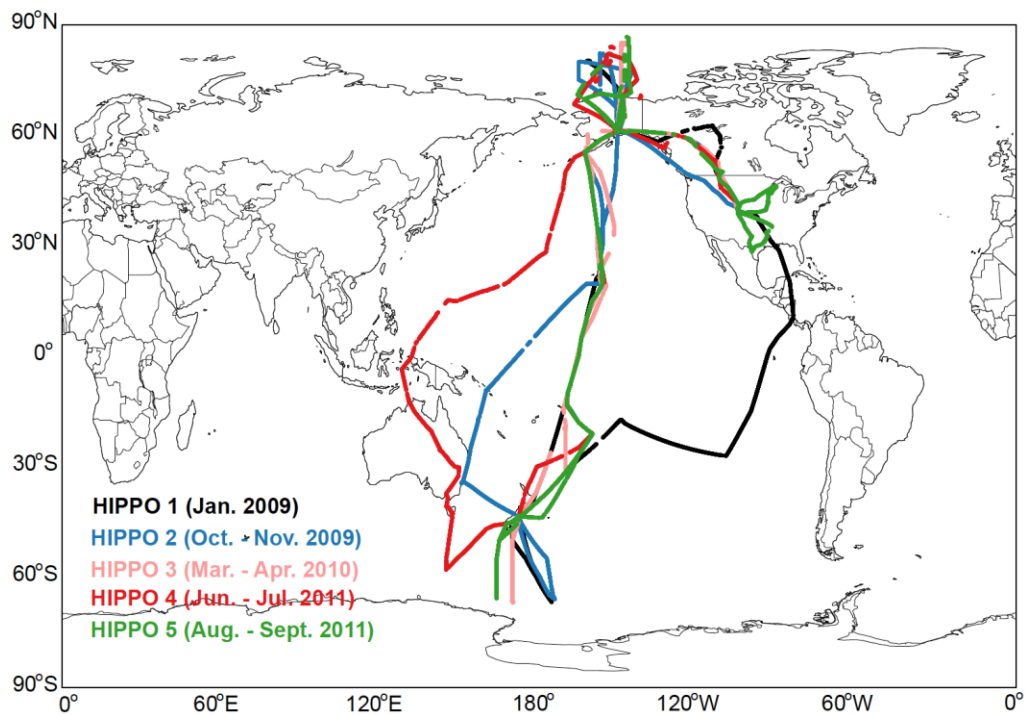 90°N
60°N
30°N
0°
30°S
60°S
90°S
HIPPO 1 (Jan. 2009)
HIPPO 2 (Oct. - Nov. 2009)
HIPPO 3 (Mar. - Apr. 2010)
HIPPO 4 (Jun. - Jul. 2011)
HIPPO 5 (Aug. - Sept. 2011)
0° 60°E 120°E 180° 120°W 60°W 0°